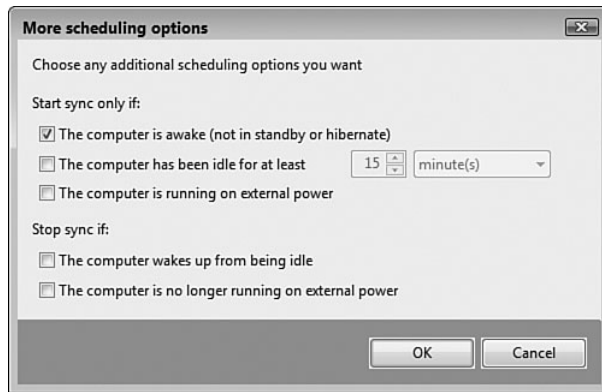 More scheduling options
Choose any additional scheduling options you want
Start sync only if:
The computer is awake (not in standby or hibernate)
The computer has been idle for at least 15 minute(s)
The computer is running on external power
Stop sync if:
The computer wakes up from being idle
The computer is no longer running on external power
OK Cancel